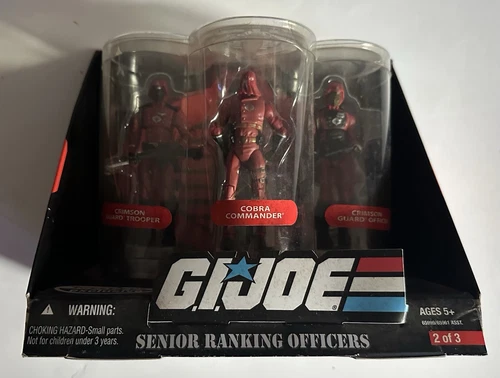 CRIMSON
GUARD TROOPER
COBRA
COMMANDER
CRIMSON
GUARD
G.I.JOE
WARNING:
CHOKING HAZARD-Small parts.
Not for children under 3 years.
SENIOR RANKING OFFICERS
AGES 5+
ASST.
2 of 3